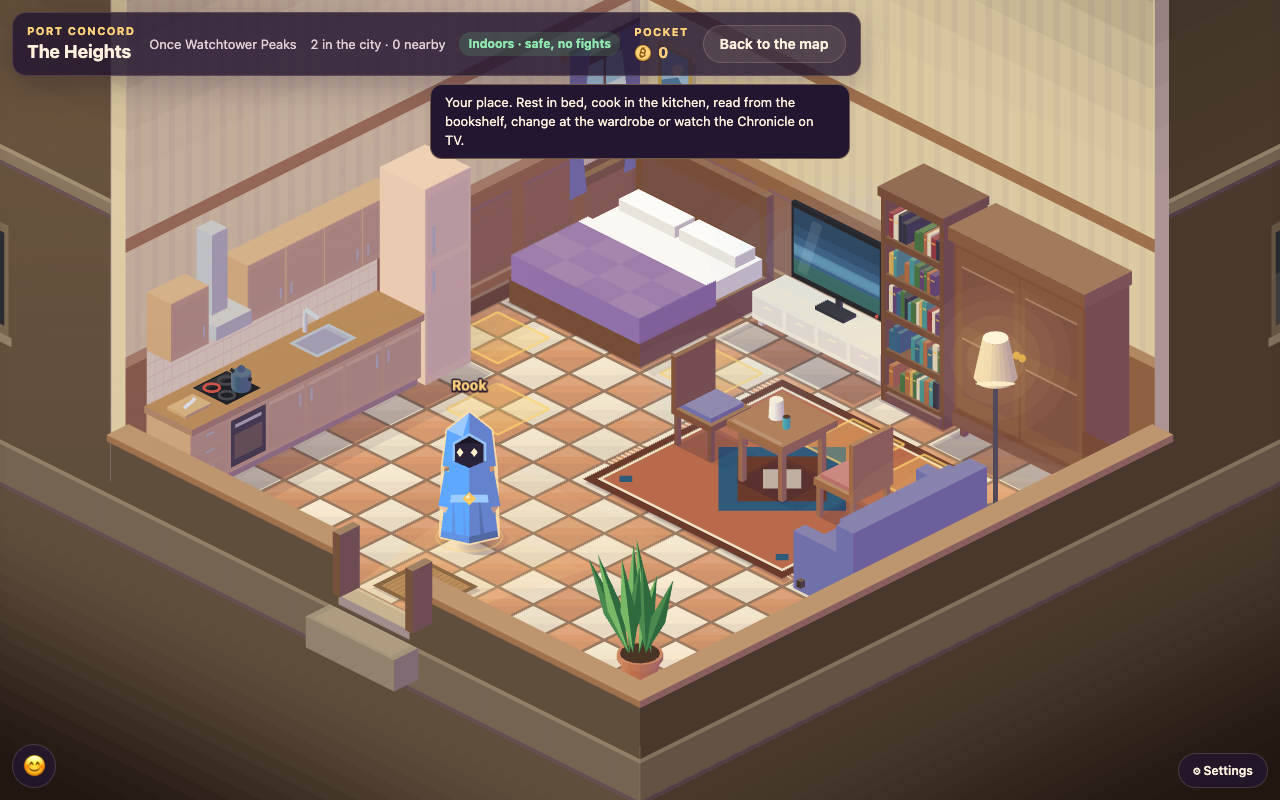 PORT CONCORD
The Heights
Once Watchtower Peaks
2 in the city · 0 nearby
Indoors · safe, no fights
POCKET
0
Back to the map
Your place. Rest in bed, cook in the kitchen, read from the
bookshelf, change at the wardrobe or watch the Chronicle on
TV.
Rook
Settings